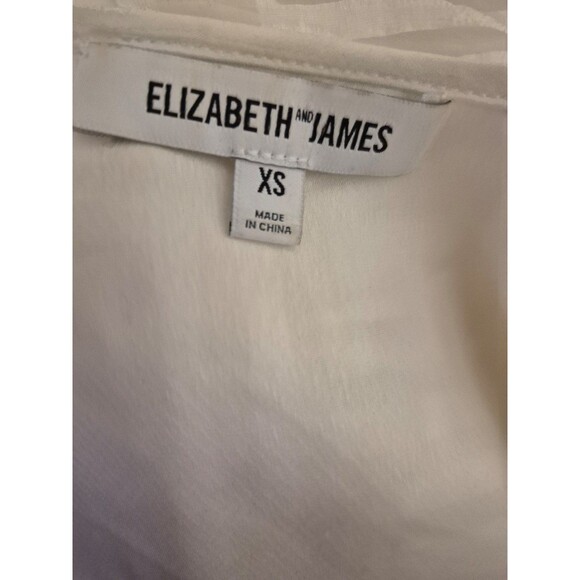 ELIZABETH AND JAMES
XS
MADE
IN CHINA